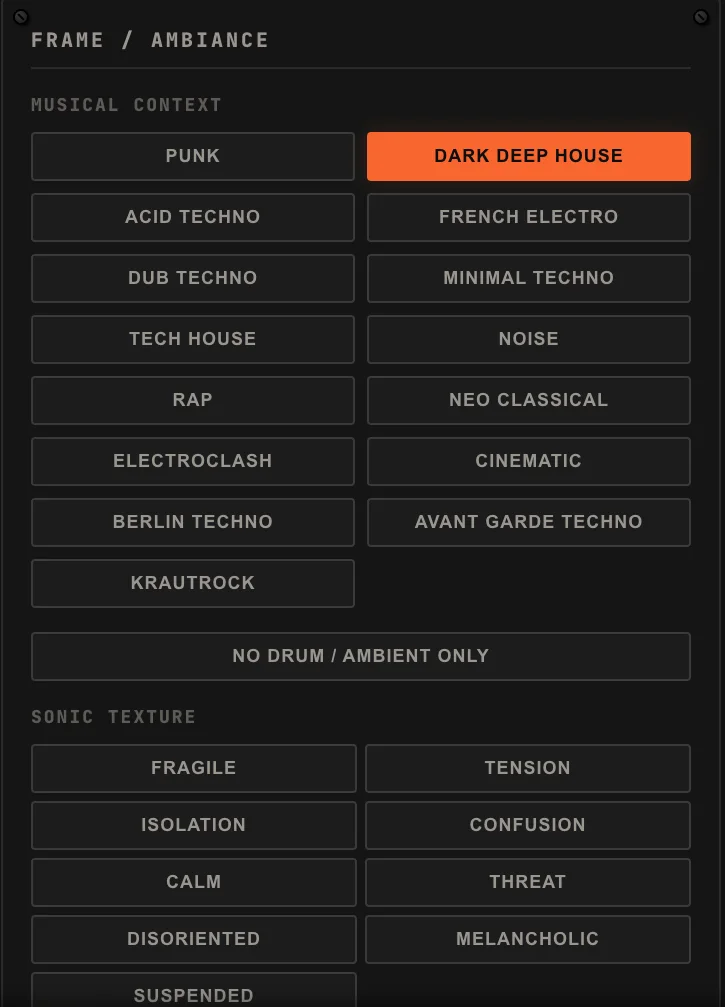 FRAME / AMBIANCE
MUSICAL CONTEXT
PUNK
DARK DEEP HOUSE
ACID TECHNO
FRENCH ELECTRO
DUB TECHNO
MINIMAL TECHNO
TECH HOUSE
NOISE
RAP
NEO CLASSICAL
ELECTROCLASH
CINEMATIC
BERLIN TECHNO
AVANT GARDE TECHNO
KRAUTROCK
NO DRUM / AMBIENT ONLY
SONIC TEXTURE
FRAGILE
TENSION
ISOLATION
CONFUSION
CALM
THREAT
DISORIENTED
MELANCHOLIC
SUSPENDED